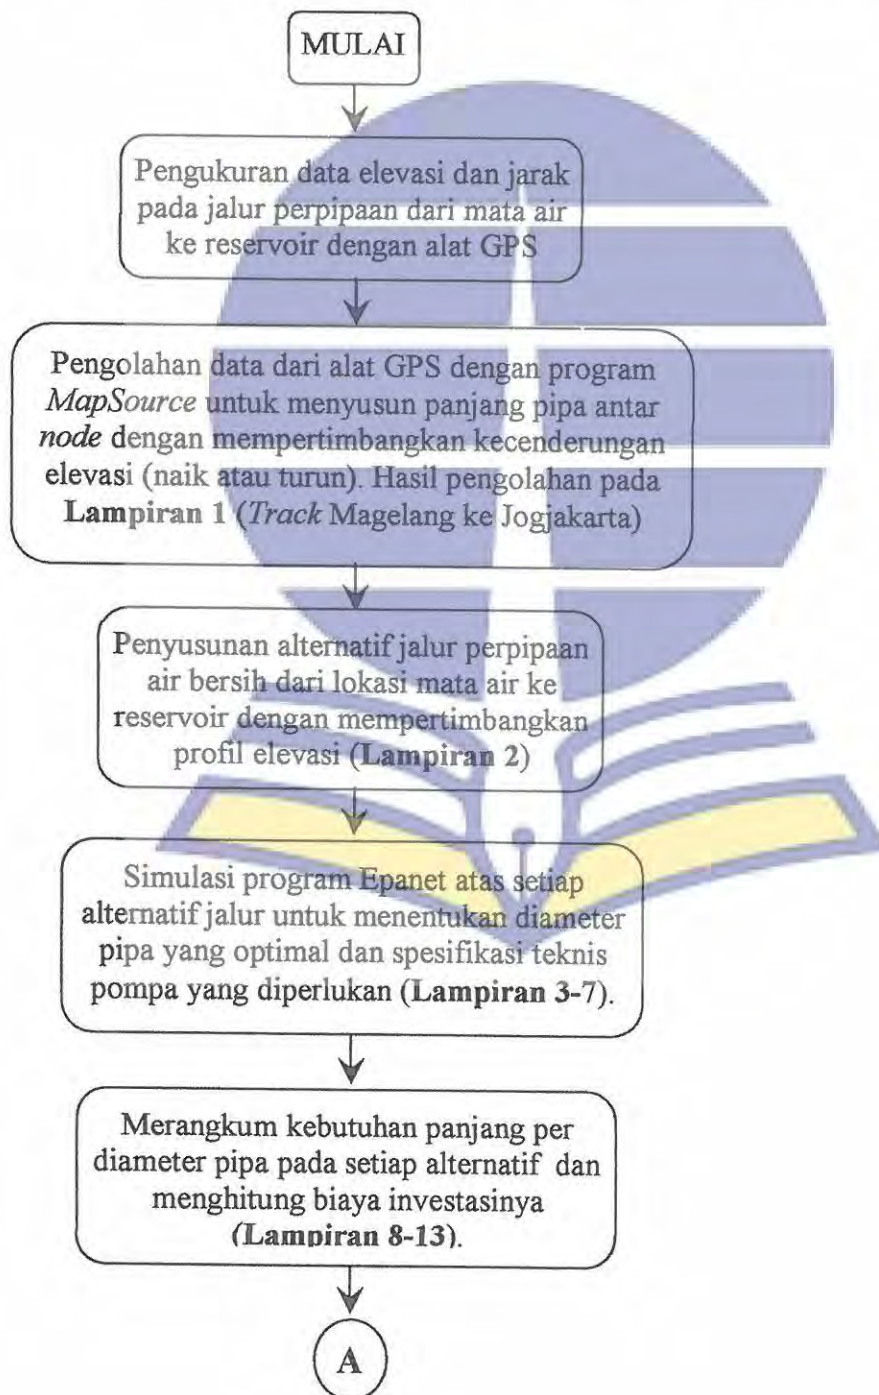 MULAI
Pengukuran data elevasi dan jarak
pada jalur perpipaan dari mata air
ke reservoir dengan alat GPS
Pengolahan data dari alat GPS dengan program
MapSource untuk menyusun panjang pipa antar
node dengan mempertimbangkan kecenderungan
elevasi (naik atau turun). Hasil pengolahan pada
Lampiran 1 (Track Magelang ke Jogjakarta)
Penyusunan alternatif jalur perpipaan
air bersih dari lokasi mata air ke
reservoir dengan mempertimbangkan
profil elevasi (Lampiran 2)
Simulasi program Epanet atas setiap
alternatif jalur untuk menentukan diameter
pipa yang optimal dan spesifikasi teknis
pompa yang diperlukan (Lampiran 3-7).
Merangkum kebutuhan panjang per
diameter pipa pada setiap alternatif dan
menghitung biaya investasinya
(Lampiran 8-13).
A